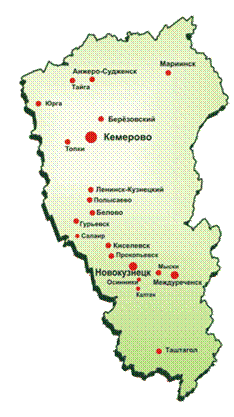 Мариинск
Анжеро-Судженск
Тайга
Юрга
Берёзовский
Кемерово
Топки
Ленинск-Кузнецкий
Полысаево
Белово
Гурьевск
Салаир
Киселевск
Прокопьевск
Новокузнецк
Мыски
Осинники
Междуреченск
Калтан
Таштагол